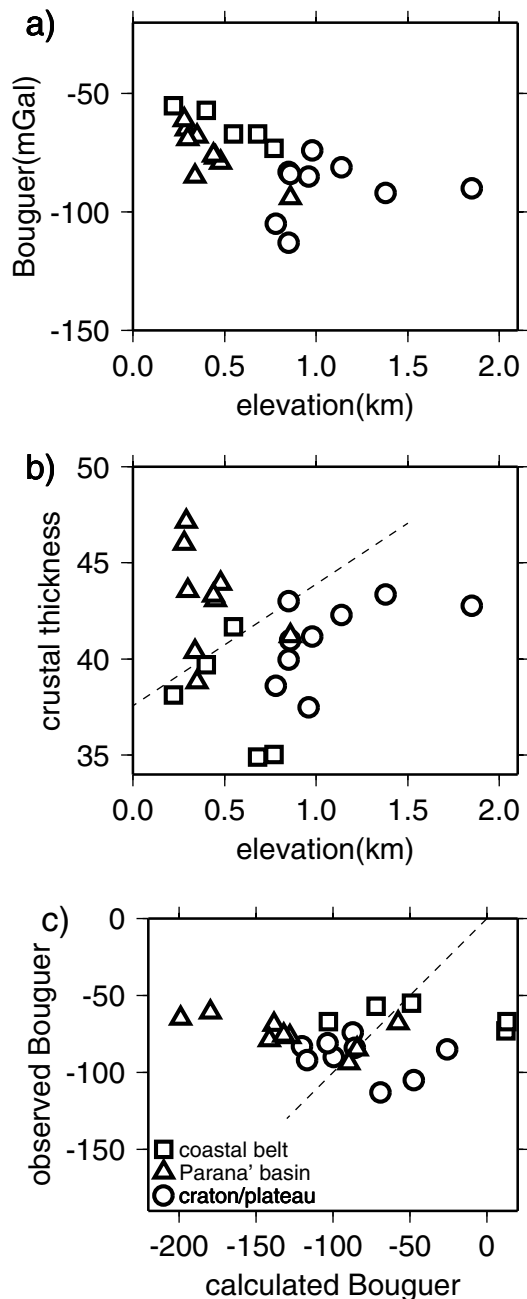 a)
Bouguer(mGal)
-50
-100
-150
0.0 0.5 1.0 1.5 2.0
elevation(km)
b)
crustal thickness
50
45
40
35
0.0 0.5 1.0 1.5 2.0
elevation(km)
c)
observed Bouguer
0
-50
-100
-150
coastal belt
Parana' basin
craton/plateau
-200 -150 -100 -50 0
calculated Bouguer